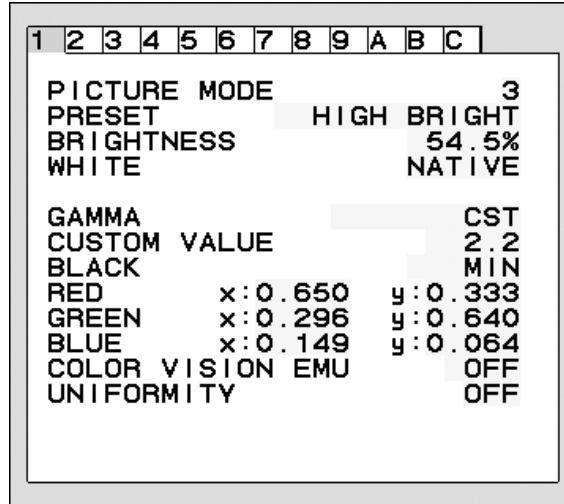 1 2 3 4 5 6 7 8 9 A B C
PICTURE MODE 3
PRESET HIGH BRIGHT
BRIGHTNESS 54.5%
WHITE NATIVE
GAMMA CST
CUSTOM VALUE 2.2
BLACK MIN
RED x:0.650 y:0.333
GREEN x:0.296 y:0.640
BLUE x:0.149 y:0.064
COLOR VISION EMU OFF
UNIFORMITY OFF